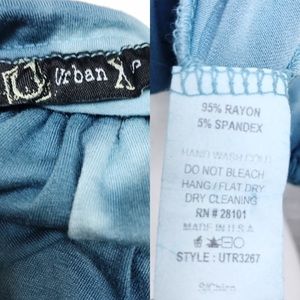 Urban X
95% RAYON
5% SPANDEX
HAND WASH COLD
DO NOT BLEACH
HANG/FLAT DRY
DRY CLEANING
RN # 28101
MADE IN U.S.A
STYLE : UTR3267